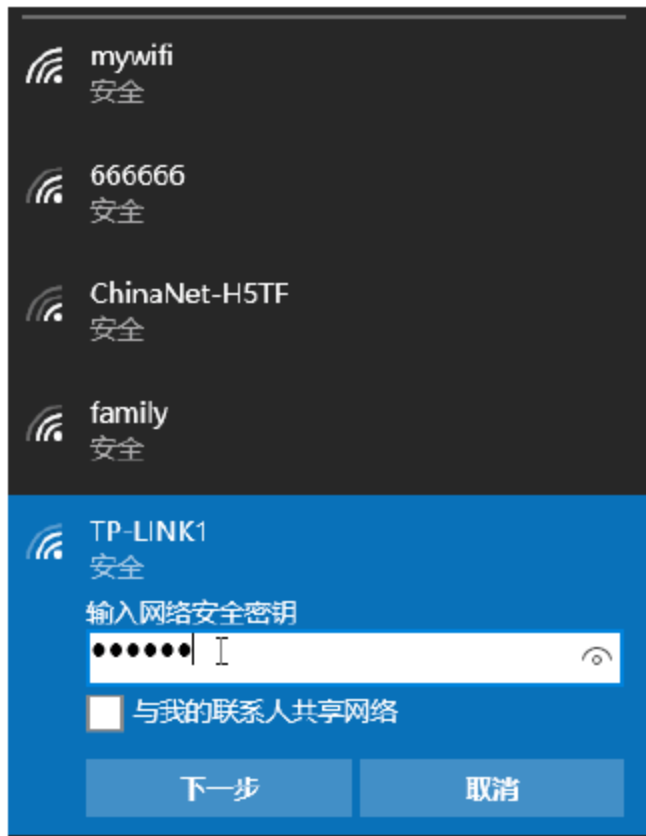 mywifi
安全
666666
安全
ChinaNet-H5TF
安全
family
安全
TP-LINK1
安全
输入网络安全密钥
••••••
与我的联系人共享网络
下一步
取消